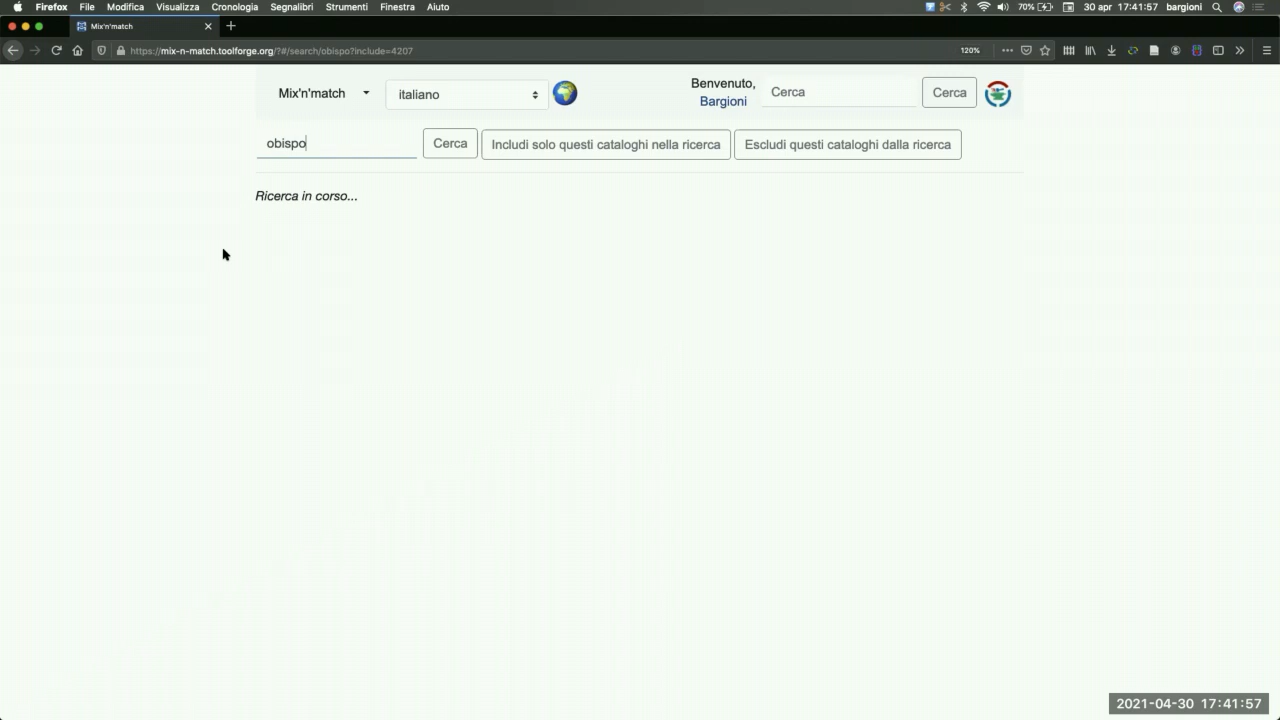 Firefox File Modifica Visualizza Cronologia Segnalibri Strumenti Finestra Aiuto 70% 30 apr 17:41:57 bargioni
Mix'n'match
https://mix-n-match.toolforge.org/?#/search/obispo?include=4207 120%
Mix'n'match italiano Benvenuto, Bargioni Cerca Cerca
obispo Cerca Includi solo questi cataloghi nella ricerca Escludi questi cataloghi dalla ricerca
Ricerca in corso...
2021-04-30 17:41:57